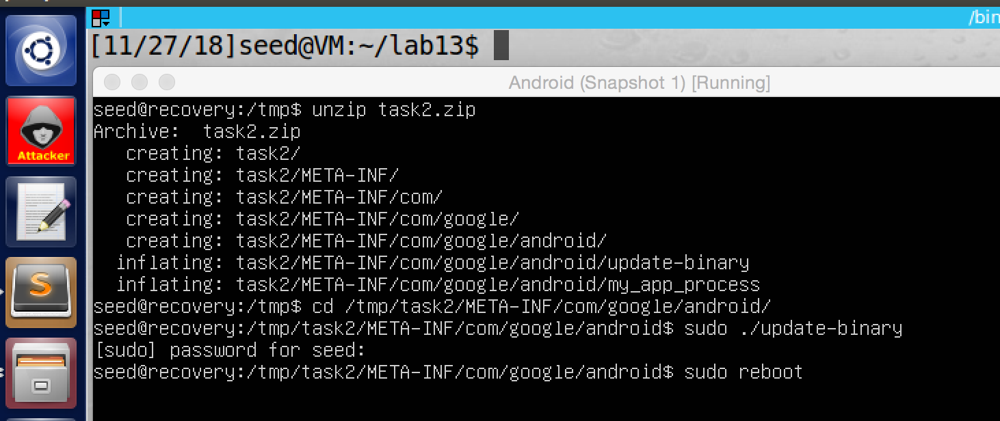 /bin
[11/27/18]seed@VM:~/lab13$
Android (Snapshot 1) [Running]
seed@recovery:/tmp$ unzip task2.zip
Archive:  task2.zip
   creating: task2/
   creating: task2/META-INF/
   creating: task2/META-INF/com/
   creating: task2/META-INF/com/google/
   creating: task2/META-INF/com/google/android/
  inflating: task2/META-INF/com/google/android/update-binary
  inflating: task2/META-INF/com/google/android/my_app_process
seed@recovery:/tmp$ cd /tmp/task2/META-INF/com/google/android/
seed@recovery:/tmp/task2/META-INF/com/google/android$ sudo ./update-binary
[sudo] password for seed:
seed@recovery:/tmp/task2/META-INF/com/google/android$ sudo reboot
Attacker
S